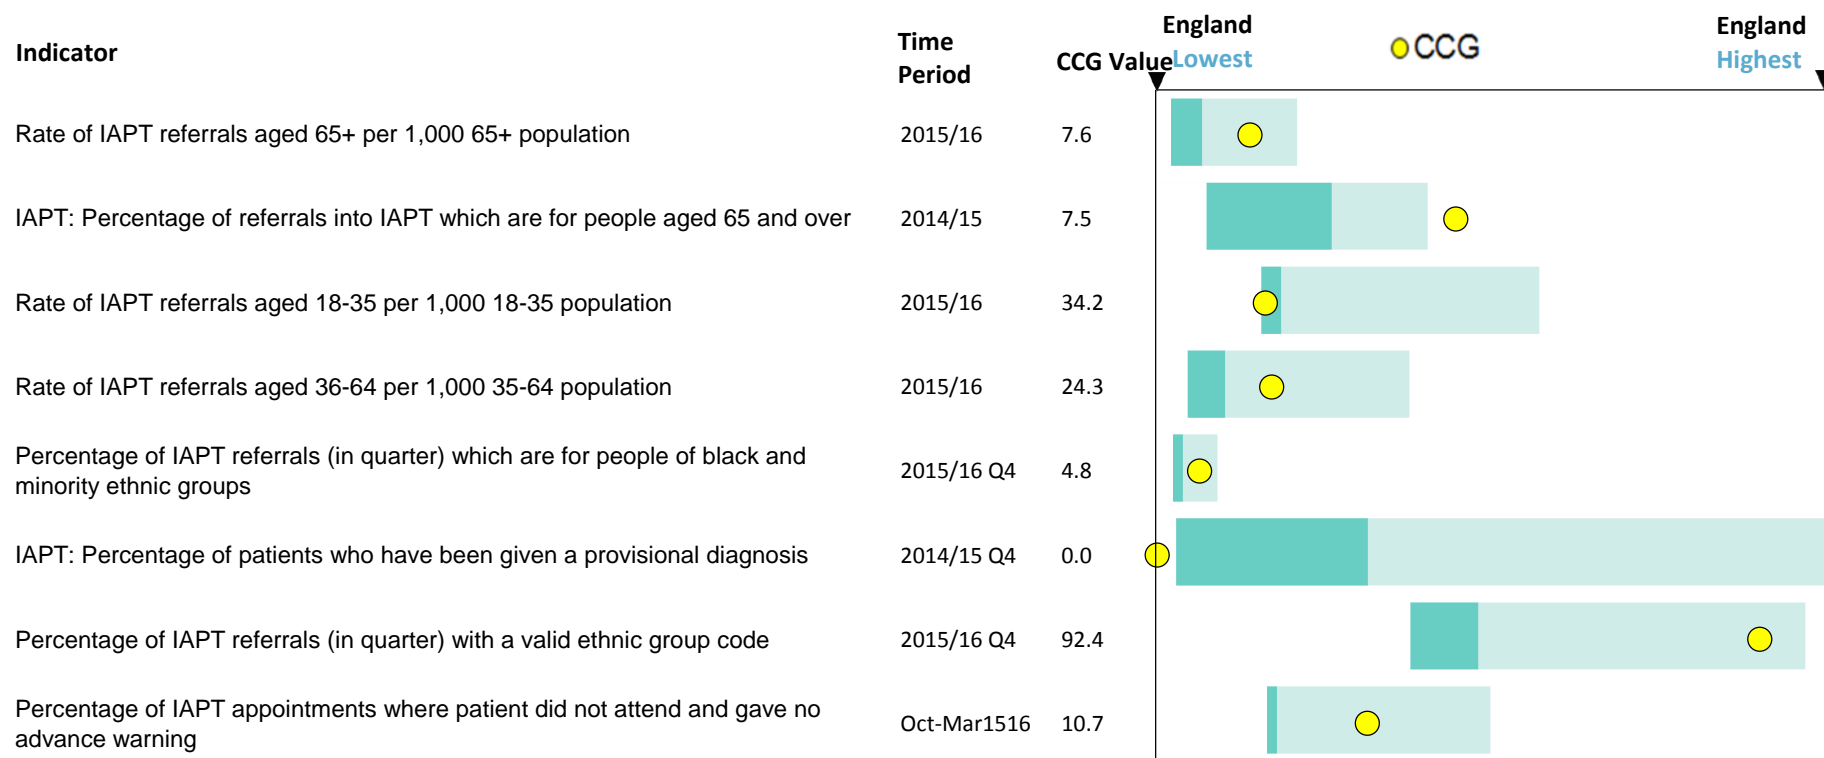 Indicator
Time
Period
CCG Value
England
Lowest
CCG
England
Highest
Rate of IAPT referrals aged 65+ per 1,000 65+ population 2015/16 7.6
IAPT: Percentage of referrals into IAPT which are for people aged 65 and over 2014/15 7.5
Rate of IAPT referrals aged 18-35 per 1,000 18-35 population 2015/16 34.2
Rate of IAPT referrals aged 36-64 per 1,000 35-64 population 2015/16 24.3
Percentage of IAPT referrals (in quarter) which are for people of black and
minority ethnic groups
2015/16 Q4 4.8
IAPT: Percentage of patients who have been given a provisional diagnosis 2014/15 Q4 0.0
Percentage of IAPT referrals (in quarter) with a valid ethnic group code 2015/16 Q4 92.4
Percentage of IAPT appointments where patient did not attend and gave no
advance warning
Oct-Mar1516 10.7